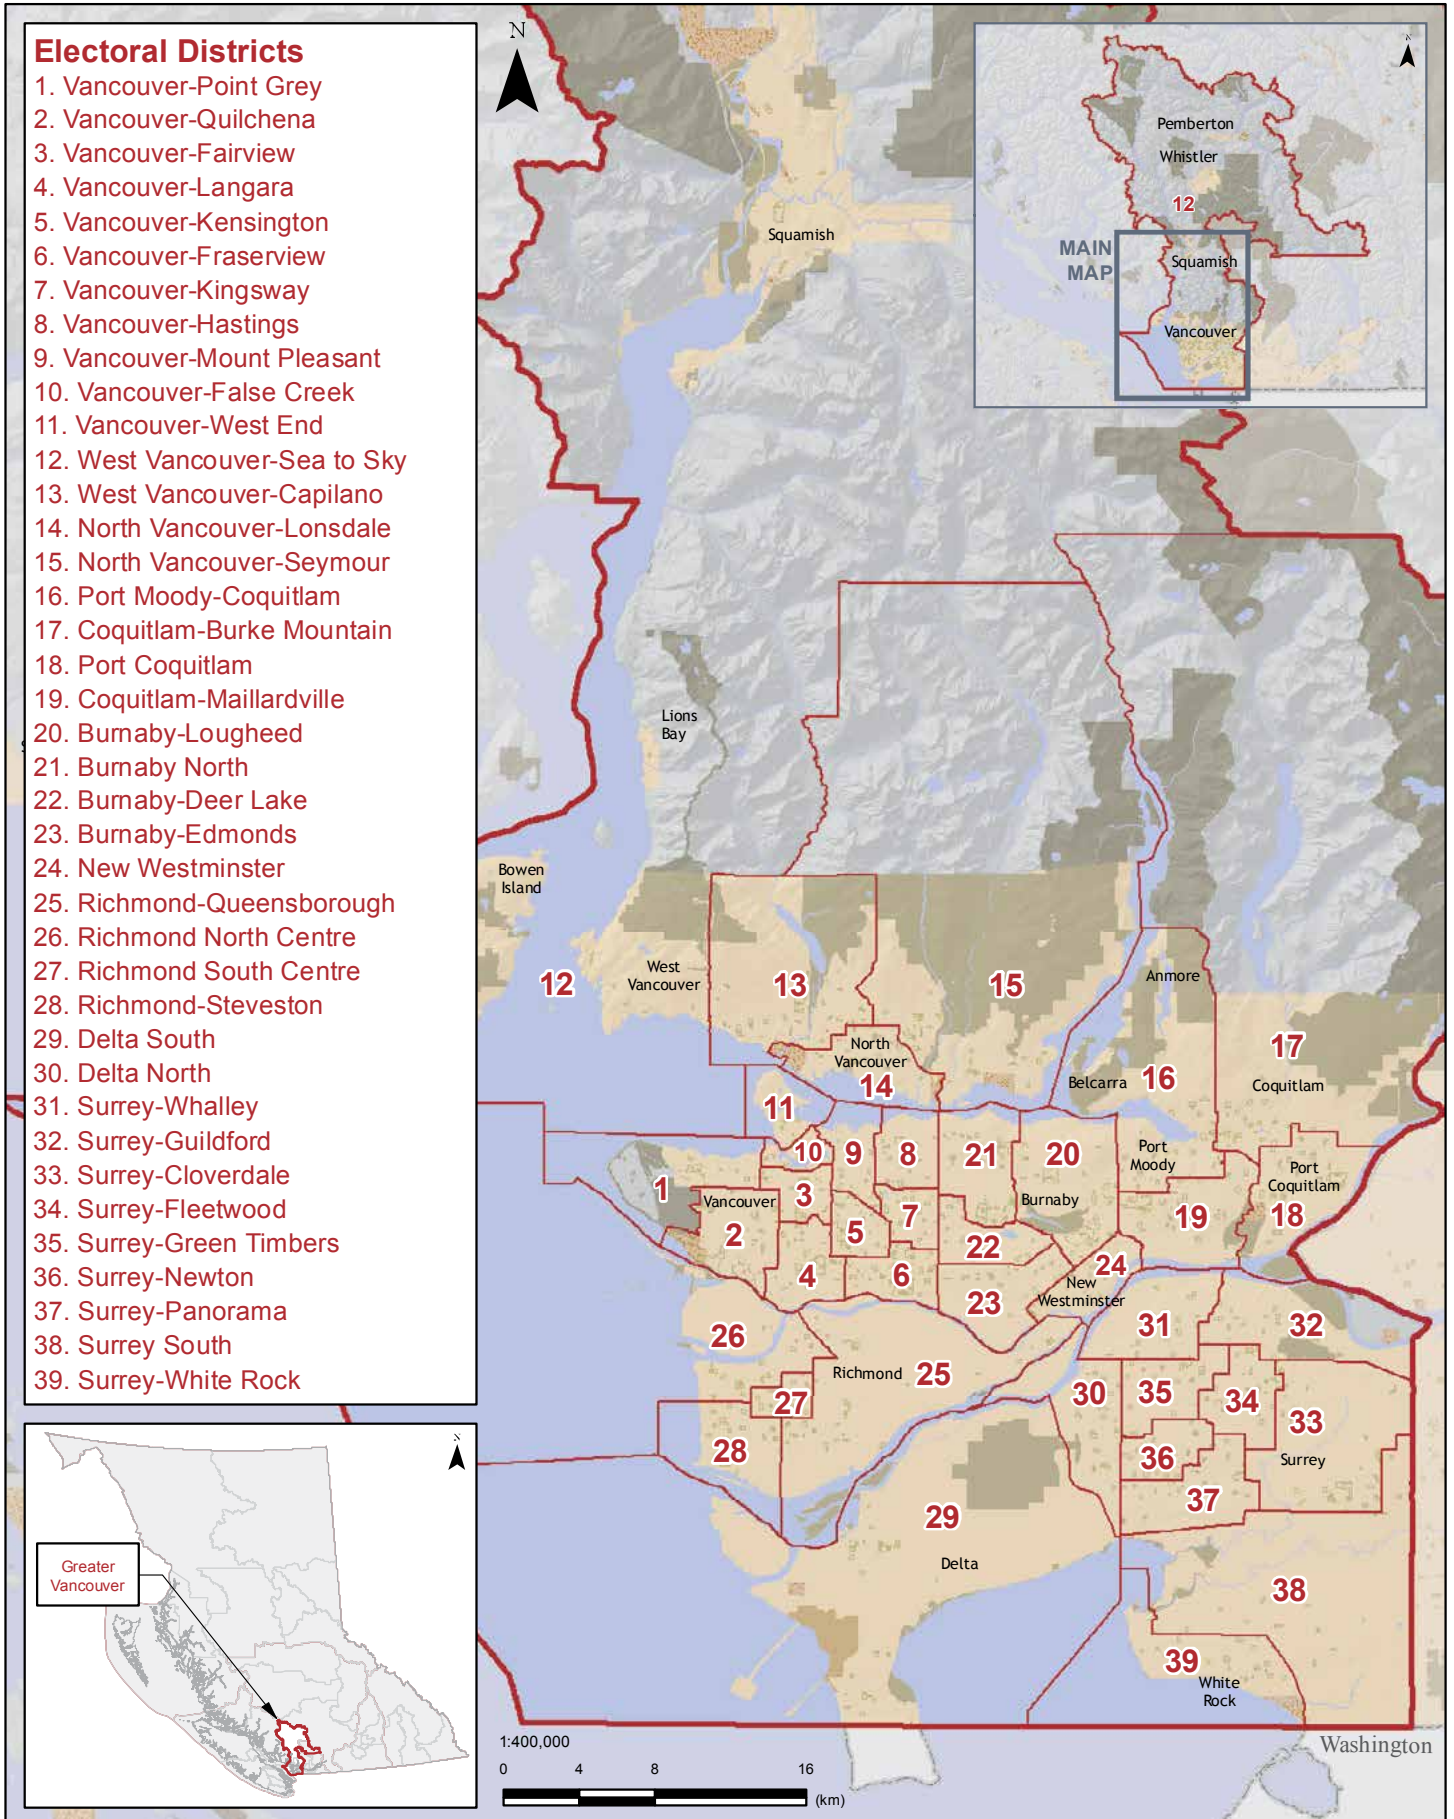 Electoral Districts
1. Vancouver-Point Grey
2. Vancouver-Quilchena
3. Vancouver-Fairview
4. Vancouver-Langara
5. Vancouver-Kensington
6. Vancouver-Fraserview
7. Vancouver-Kingsway
8. Vancouver-Hastings
9. Vancouver-Mount Pleasant
10. Vancouver-False Creek
11. Vancouver-West End
12. West Vancouver-Sea to Sky
13. West Vancouver-Capilano
14. North Vancouver-Lonsdale
15. North Vancouver-Seymour
16. Port Moody-Coquitlam
17. Coquitlam-Burke Mountain
18. Port Coquitlam
19. Coquitlam-Maillardville
20. Burnaby-Lougheed
21. Burnaby North
22. Burnaby-Deer Lake
23. Burnaby-Edmonds
24. New Westminster
25. Richmond-Queensborough
26. Richmond North Centre
27. Richmond South Centre
28. Richmond-Steveston
29. Delta South
30. Delta North
31. Surrey-Whalley
32. Surrey-Guildford
33. Surrey-Cloverdale
34. Surrey-Fleetwood
35. Surrey-Green Timbers
36. Surrey-Newton
37. Surrey-Panorama
38. Surrey South
39. Surrey-White Rock
N
N
Pemberton
Whistler
12
MAIN
MAP
Squamish
Vancouver
Squamish
Lions
Bay
Bowen
Island
12
West
Vancouver
13
15
Anmore
North
Vancouver
14
17
Belcarra
16
Coquitlam
11
10
9
8
21
20
Port
Moody
Port
Coquitlam
1
Vancouver
3
2
5
7
Burnaby
19
18
22
4
6
24
23
New
Westminster
26
31
32
Richmond
25
27
30
35
34
33
28
36
Surrey
37
29
Delta
38
39
White
Rock
Washington
N
Greater
Vancouver
1:400,000
0 4 8 16
(km)